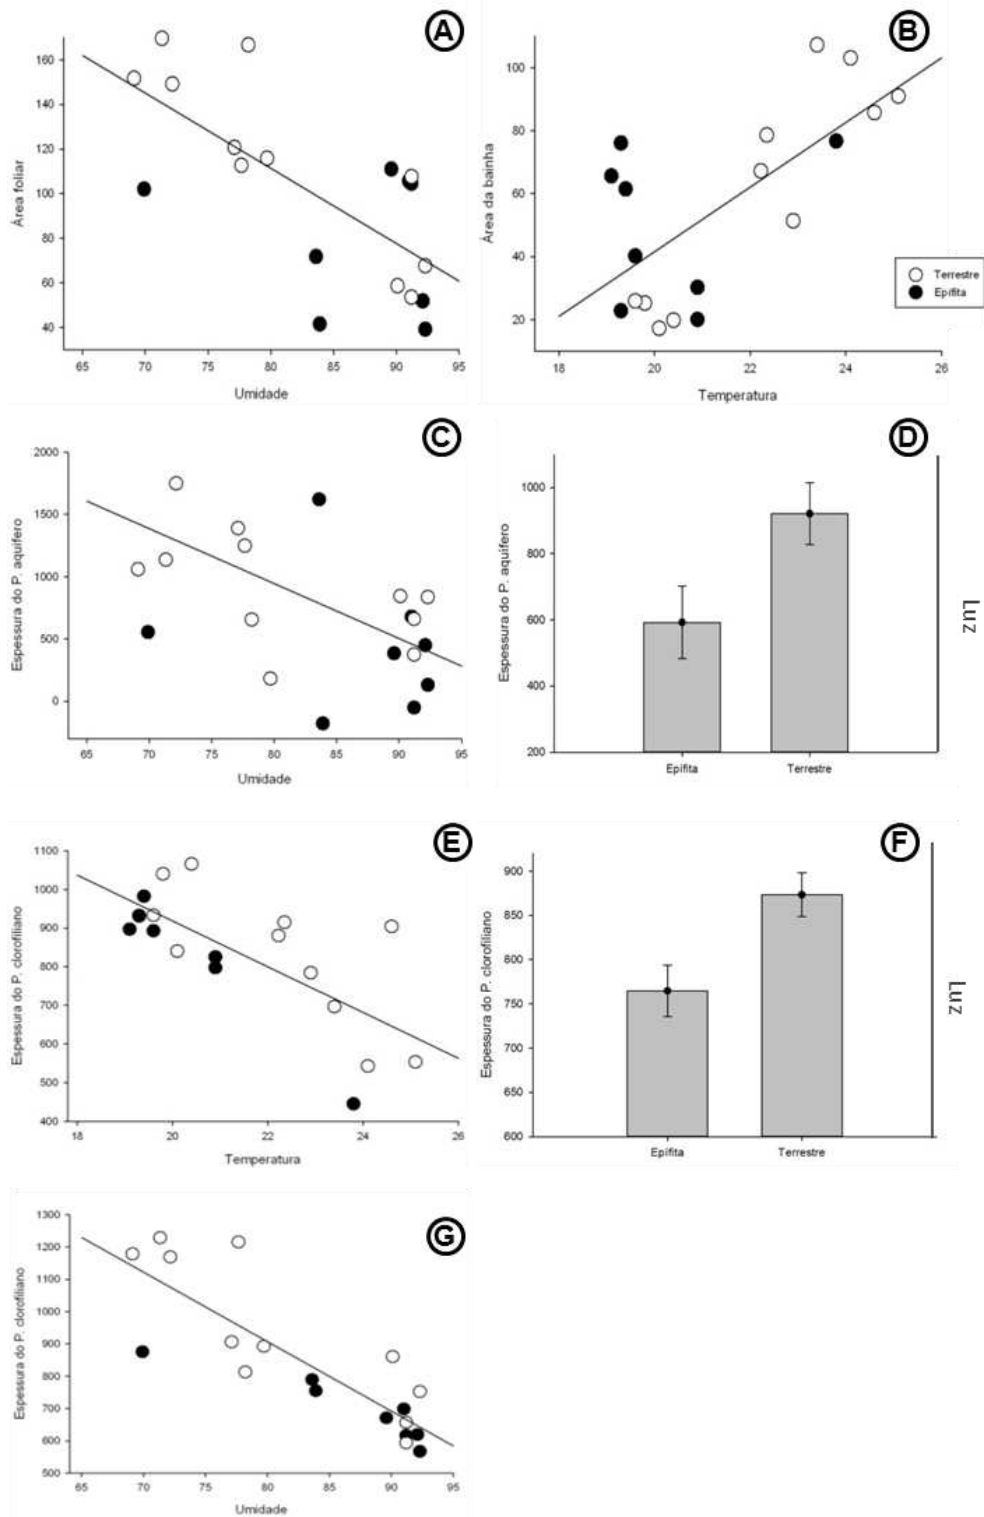 A
Área foliar
160
140
120
100
80
60
40
65 70 75 80 85 90 95
Umidade
B
Área da bainha
100
80
60
40
20
18 20 22 24 26
Temperatura
Terrestre
Epífita
C
Espessura do P. aquifero
2000
1500
1000
500
0
65 70 75 80 85 90 95
Umidade
D
Espessura do P. aquifero
1000
800
600
400
200
Epífita Terrestre
Luz
E
Espessura do P. clorofiliano
1100
1000
900
800
700
600
500
400
18 20 22 24 26
Temperatura
F
Espessura do P. clorofiliano
900
850
800
750
700
650
600
Epífita Terrestre
Luz
G
Espessura do P. clorofiliano
1300
1200
1100
1000
900
800
700
600
500
65 70 75 80 85 90 95
Umidade